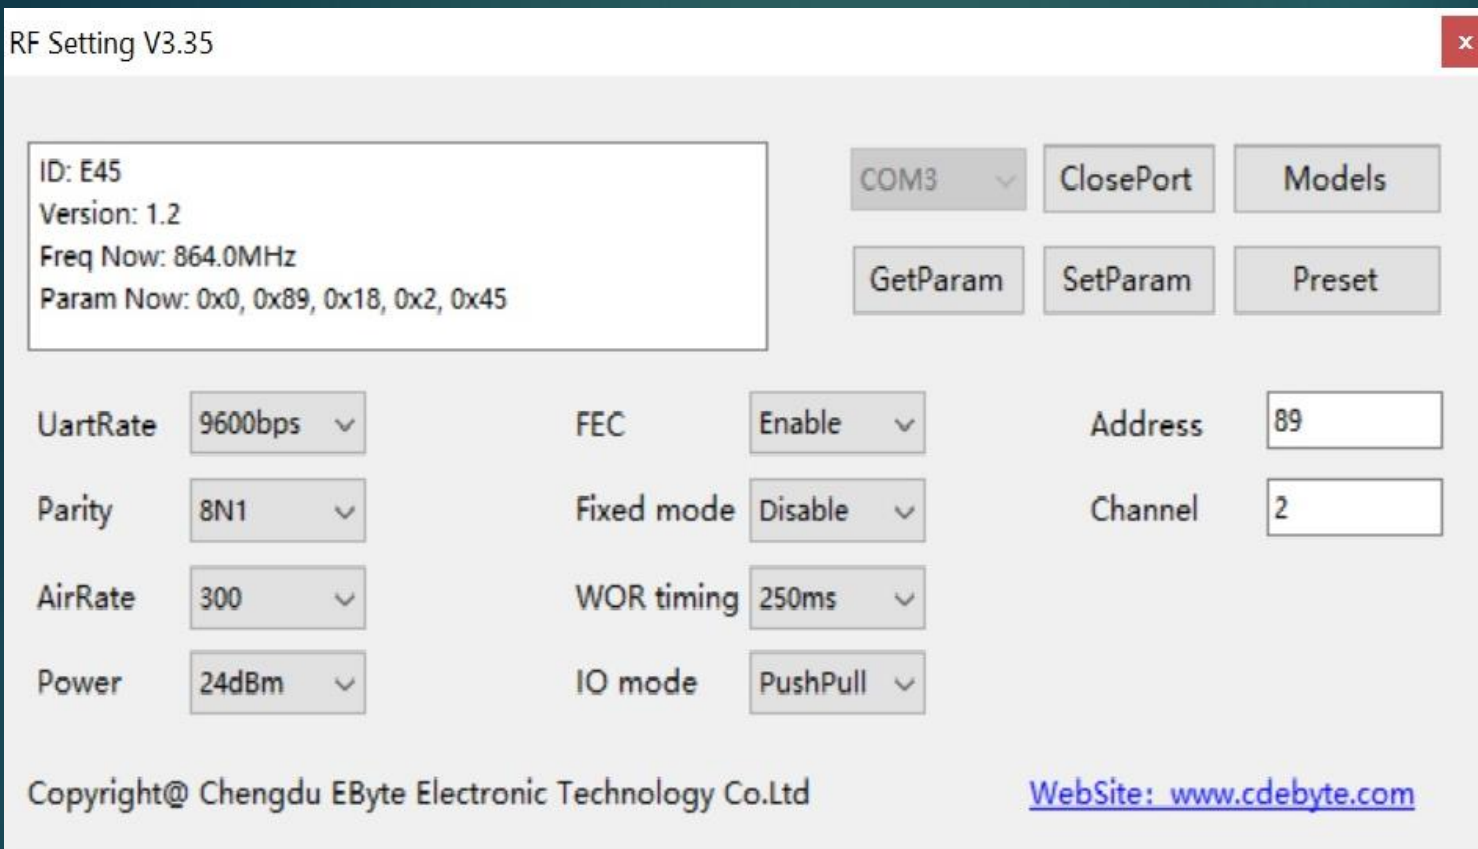 RF Setting V3.35
x
ID: E45
Version: 1.2
Freq Now: 864.0MHz
Param Now: 0x0, 0x89, 0x18, 0x2, 0x45
COM3 ClosePort Models
GetParam SetParam Preset
UartRate 9600bps FEC Enable Address 89
Parity 8N1 Fixed mode Disable Channel 2
AirRate 300 WOR timing 250ms
Power 24dBm IO mode PushPull
Copyright@ Chengdu EByte Electronic Technology Co.Ltd WebSite: www.cdebyte.com